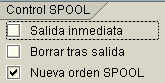 Control SPOOL
Salida inmediata
Borrar tras salida
Nueva orden SPOOL